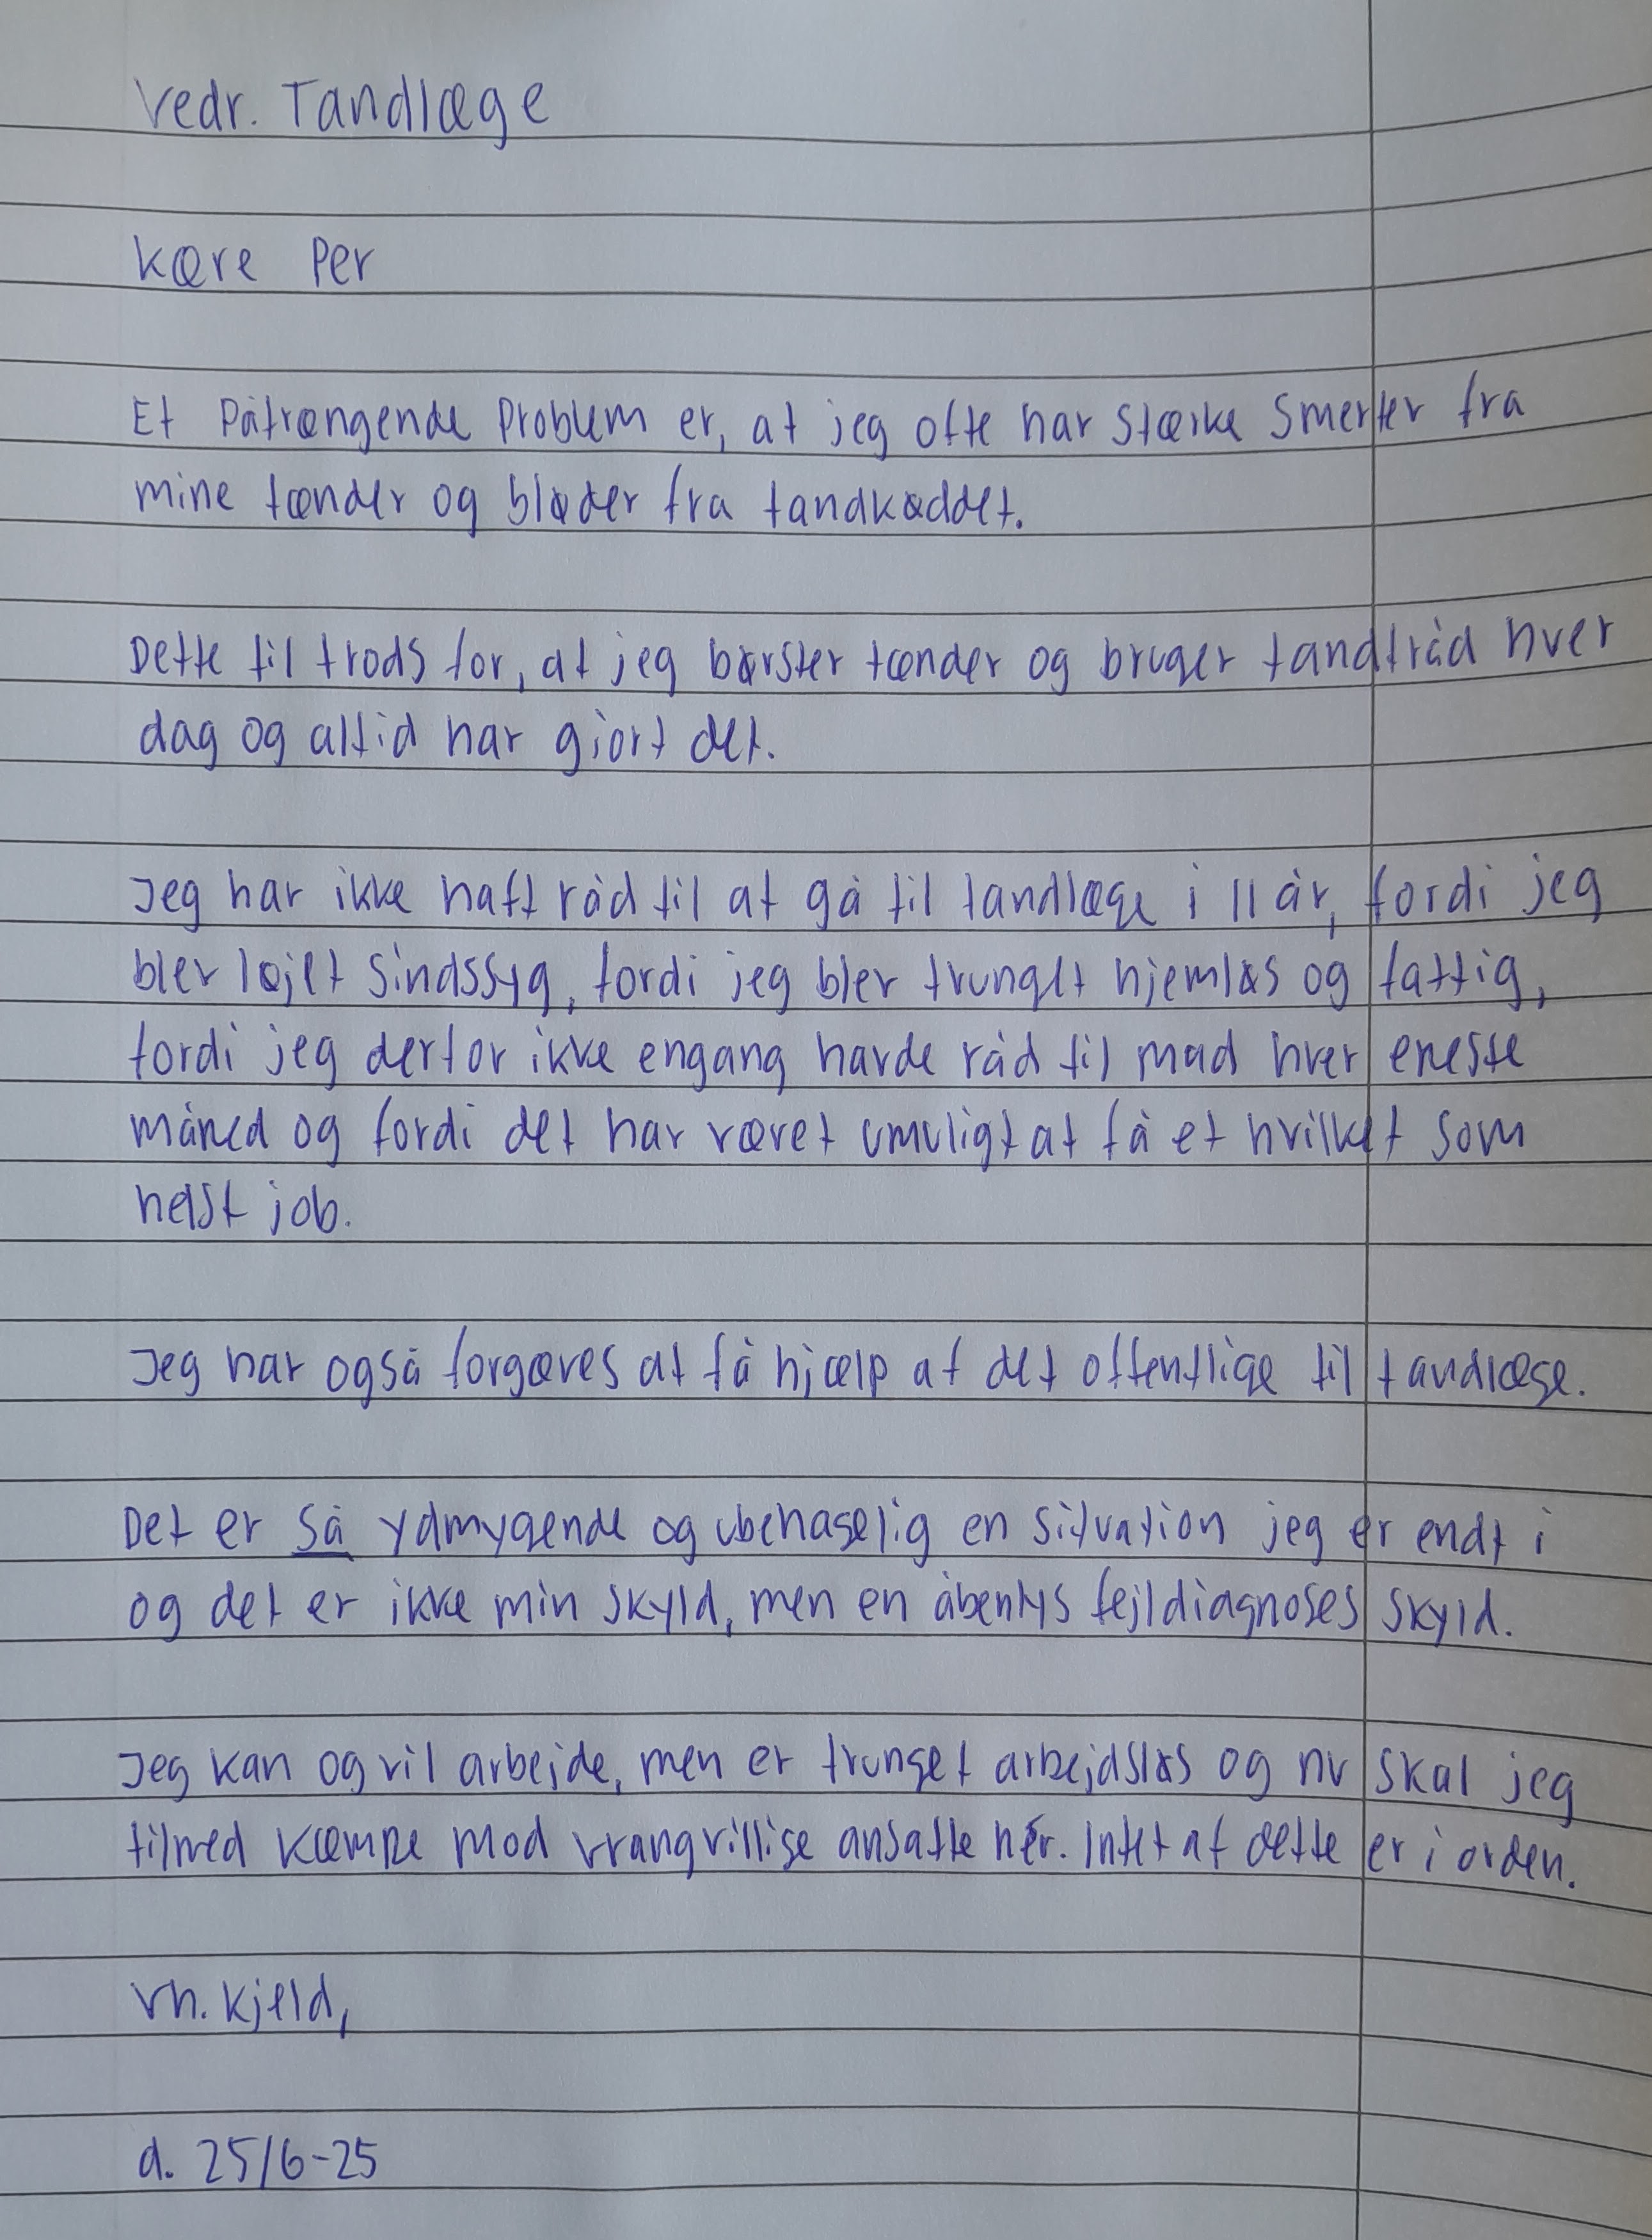 Vedr. Tandlæge
Kære Per
Et Påtrængende Problem er, at jeg ofte har stærke smerter fra
mine tænder og bløder fra tandkøddet.
Dette til trods for, at jeg børster tænder og bruger tandtråd hver
dag og altid har gjort det.
Jeg har ikke haft råd til at gå til tandlæge i 11 år, fordi jeg
blev løjet sindssyg, fordi jeg blev tvunget hjemløs og fattig,
fordi jeg derfor ikke engang havde råd til mad hver eneste
måned og fordi det har været umuligt at få et hvilket som
helst job.
Jeg har også forgæves at få hjælp af det offentlige til tandlæge.
Det er så ydmygende og ubehagelig en situation jeg er endt i
og det er ikke min skyld, men en åbenlys fejldiagnoses skyld.
Jeg kan og vil arbejde, men er tvunget arbejdsløs og nu skal jeg
tilmed kæmpe mod vrangvillige ansatte hér. Intet af dette er i orden.
Vh. Kjeld,
d. 25/6-25